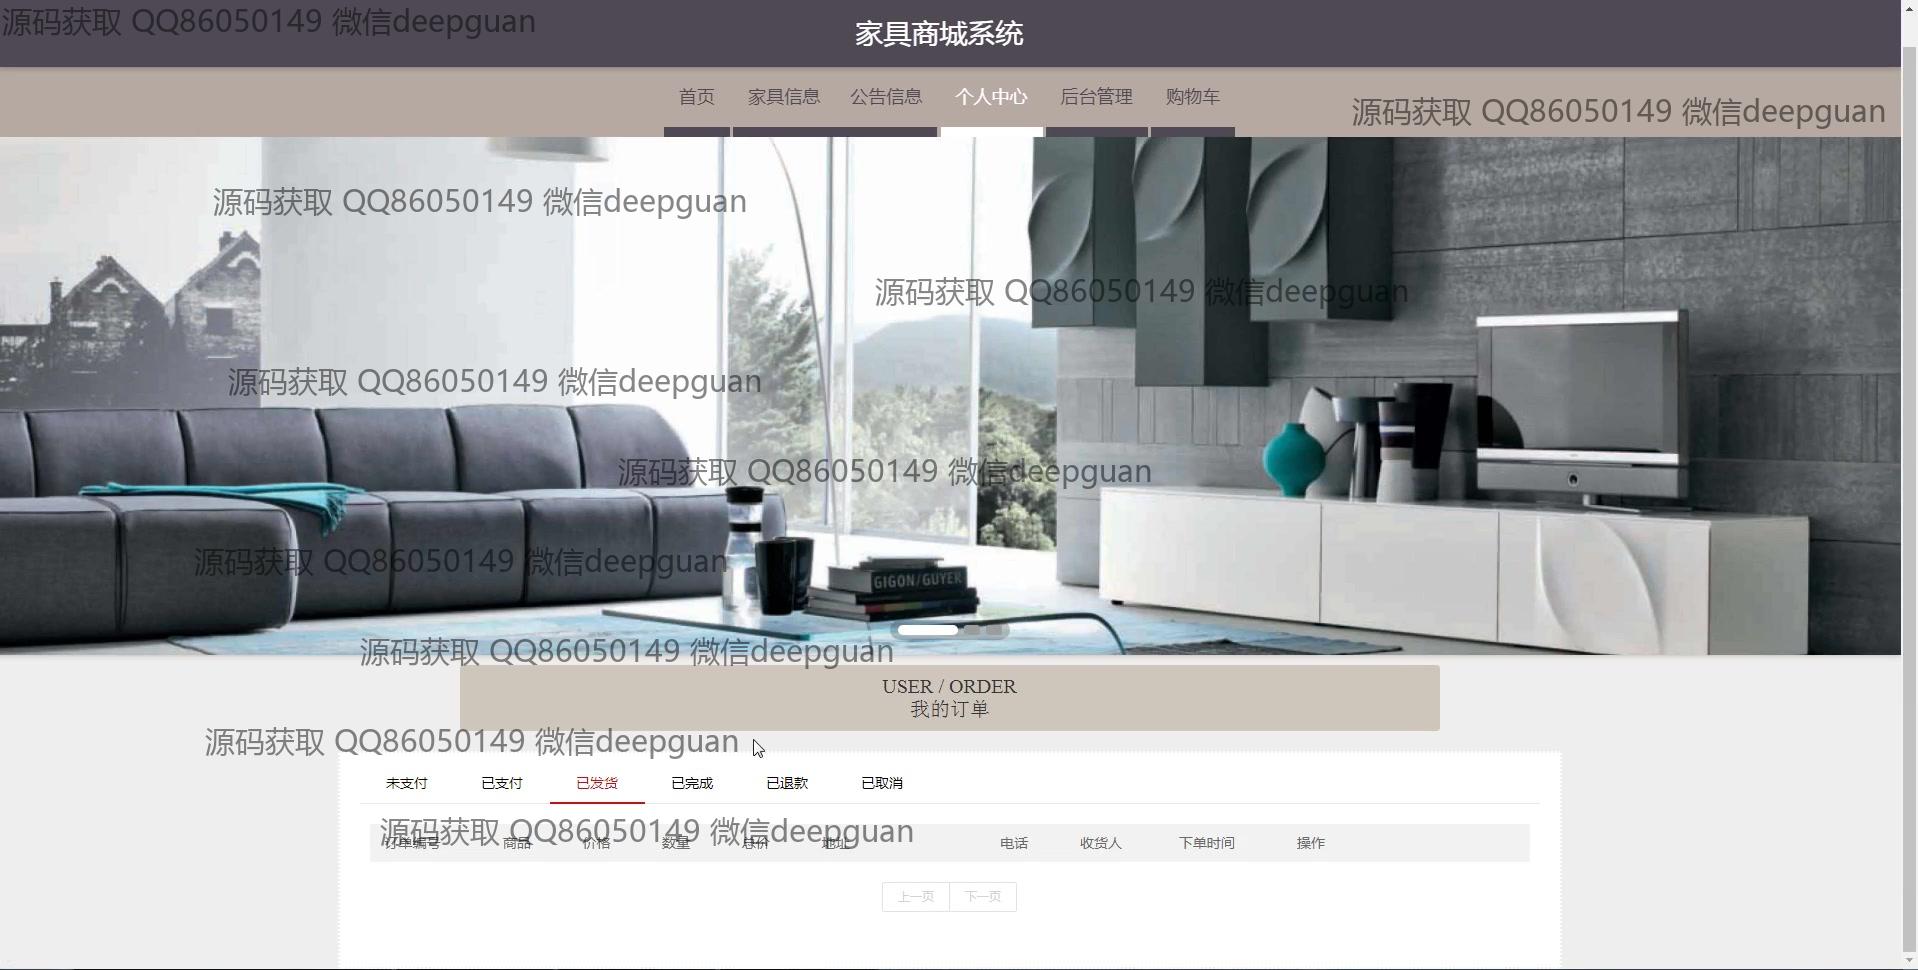 源码获取 QQ86050149 微信deepguan
家具商城系统
首页 家具信息 公告信息 个人中心 后台管理 购物车
源码获取 QQ86050149 微信deepguan
源码获取 QQ86050149 微信deepguan
源码获取 QQ86050149 微信deepguan
源码获取 QQ86050149 微信deepguan
源码获取 QQ86050149 微信deepguan
源码获取 QQ86050149 微信deepguan
GIGON/GUYER
源码获取 QQ86050149 微信deepguan
USER / ORDER
我的订单
源码获取 QQ86050149 微信deepguan
未支付 已支付 已发货 已完成 已退款 已取消
源码获取 QQ86050149 微信deepguan
订单编号 商品 价格 数量 总价 地址 电话 收货人 下单时间 操作
上一页 下一页